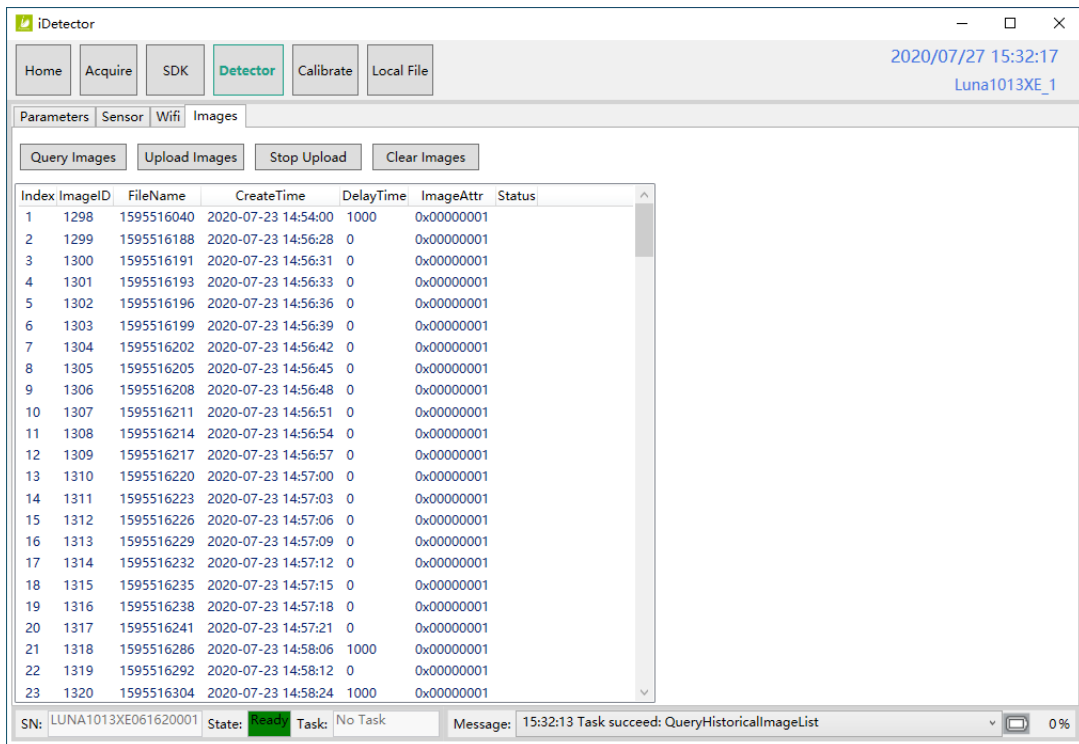 iDetector
Home Acquire SDK Detector Calibrate Local File
2020/07/27 15:32:17
Luna1013XE_1
Parameters Sensor Wifi Images
Query Images Upload Images Stop Upload Clear Images
Index ImageID FileName CreateTime DelayTime ImageAttr Status
1 1298 1595516040 2020-07-23 14:54:00 1000 0x00000001
2 1299 1595516188 2020-07-23 14:56:28 0 0x00000001
3 1300 1595516191 2020-07-23 14:56:31 0 0x00000001
4 1301 1595516193 2020-07-23 14:56:33 0 0x00000001
5 1302 1595516196 2020-07-23 14:56:36 0 0x00000001
6 1303 1595516199 2020-07-23 14:56:39 0 0x00000001
7 1304 1595516202 2020-07-23 14:56:42 0 0x00000001
8 1305 1595516205 2020-07-23 14:56:45 0 0x00000001
9 1306 1595516208 2020-07-23 14:56:48 0 0x00000001
10 1307 1595516211 2020-07-23 14:56:51 0 0x00000001
11 1308 1595516214 2020-07-23 14:56:54 0 0x00000001
12 1309 1595516217 2020-07-23 14:56:57 0 0x00000001
13 1310 1595516220 2020-07-23 14:57:00 0 0x00000001
14 1311 1595516223 2020-07-23 14:57:03 0 0x00000001
15 1312 1595516226 2020-07-23 14:57:06 0 0x00000001
16 1313 1595516229 2020-07-23 14:57:09 0 0x00000001
17 1314 1595516232 2020-07-23 14:57:12 0 0x00000001
18 1315 1595516235 2020-07-23 14:57:15 0 0x00000001
19 1316 1595516238 2020-07-23 14:57:18 0 0x00000001
20 1317 1595516241 2020-07-23 14:57:21 0 0x00000001
21 1318 1595516286 2020-07-23 14:58:06 1000 0x00000001
22 1319 1595516292 2020-07-23 14:58:12 0 0x00000001
23 1320 1595516304 2020-07-23 14:58:24 1000 0x00000001
SN: LUNA1013XE061620001 State: Ready Task: No Task Message: 15:32:13 Task succeed: QueryHistoricalImageList 0%